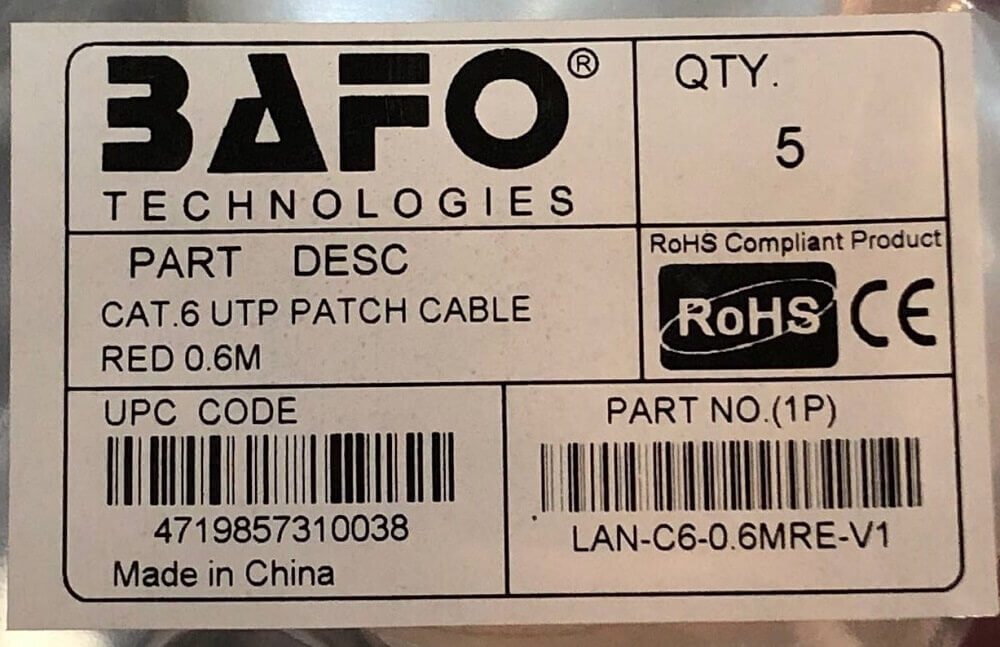 BAFO®
TECHNOLOGIES
QTY.
5
PART DESC
CAT.6 UTP PATCH CABLE
RED 0.6M
RoHS Compliant Product
RoHS CE
UPC CODE
4719857310038
Made in China
PART NO.(1P)
LAN-C6-0.6MRE-V1